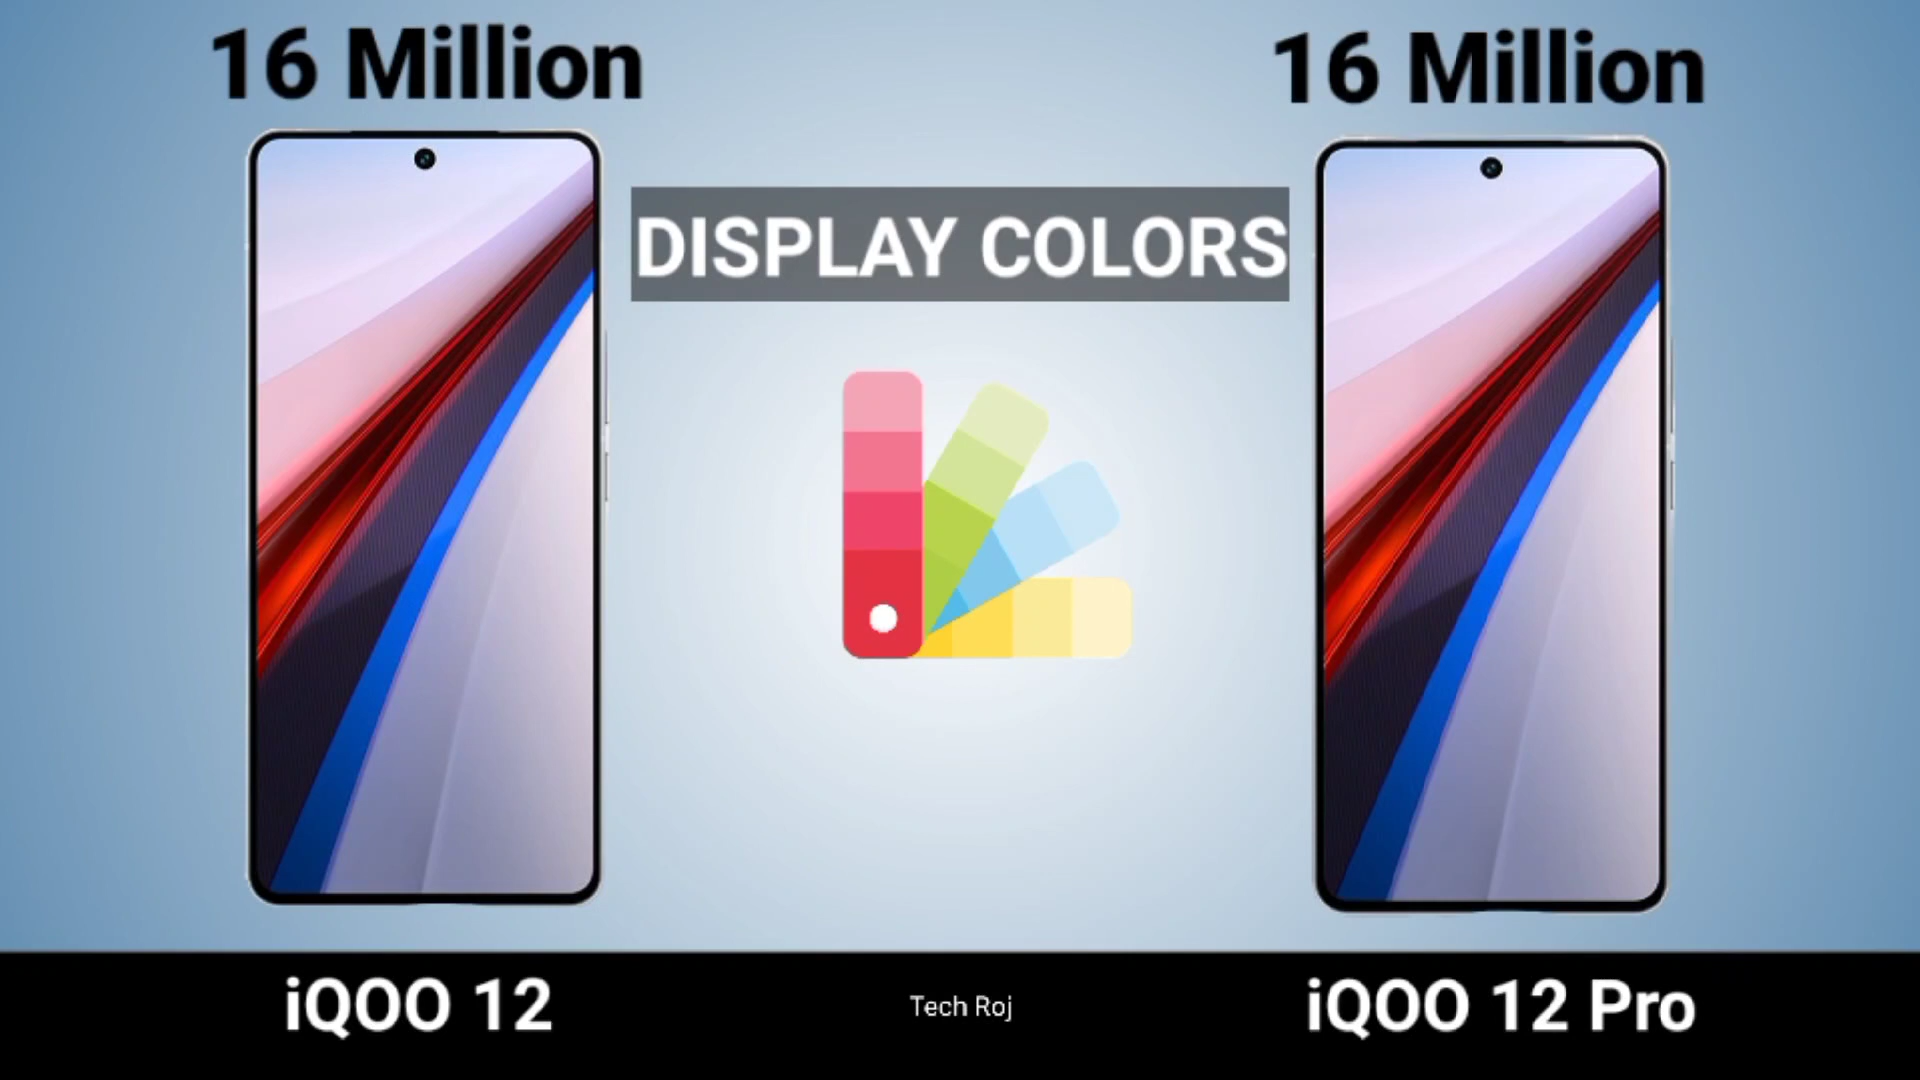 16 Million
16 Million
DISPLAY COLORS
iQOO 12
Tech Roj
iQOO 12 Pro